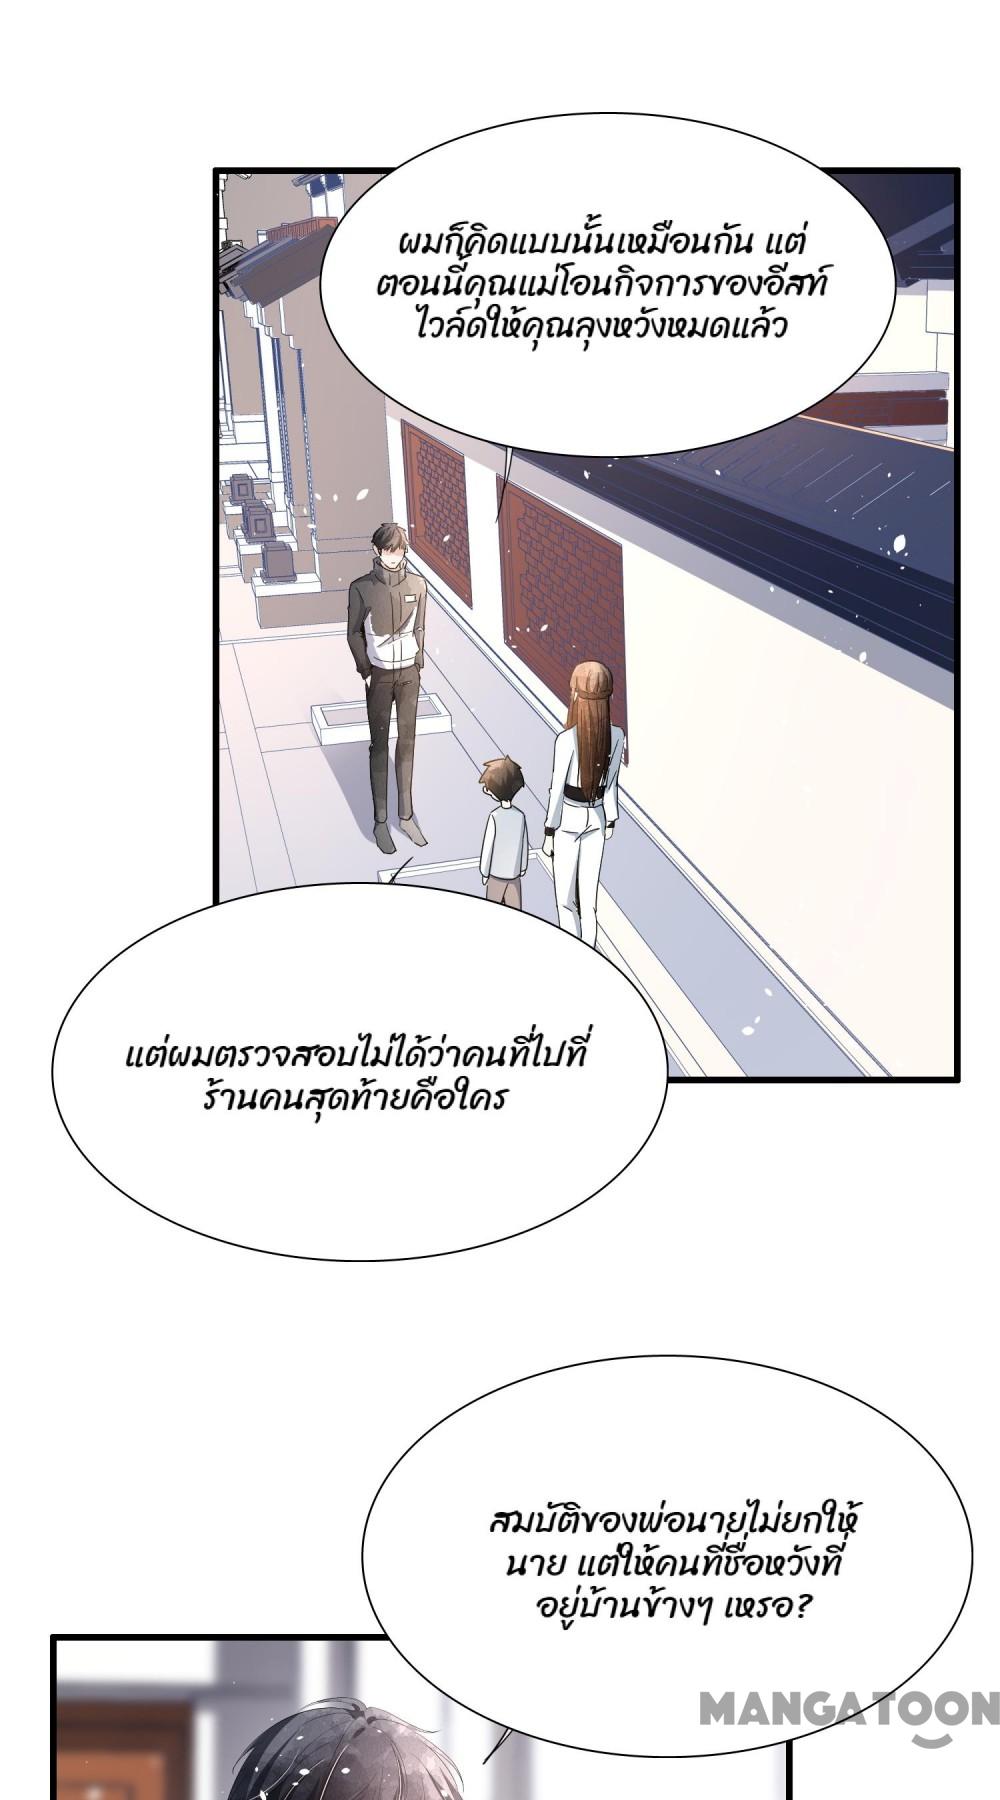 ผมก็คิดแบบนั้นเหมือนกัน แต่
ตอนนี้คุณแม่โอนกิจการของอีสท์
ไวล์ดให้คุณลุงหวังหมดแล้ว
แต่ผมตรวจสอบไม่ได้ว่าคนที่ไปที่
ร้านคนสุดท้ายคือใคร
สมบัติของพ่อนายไม่ยกให้
นาย แต่ให้คนที่ชื่อหวังที่
อยู่บ้านข้างๆ เหรอ?
MANGATOON